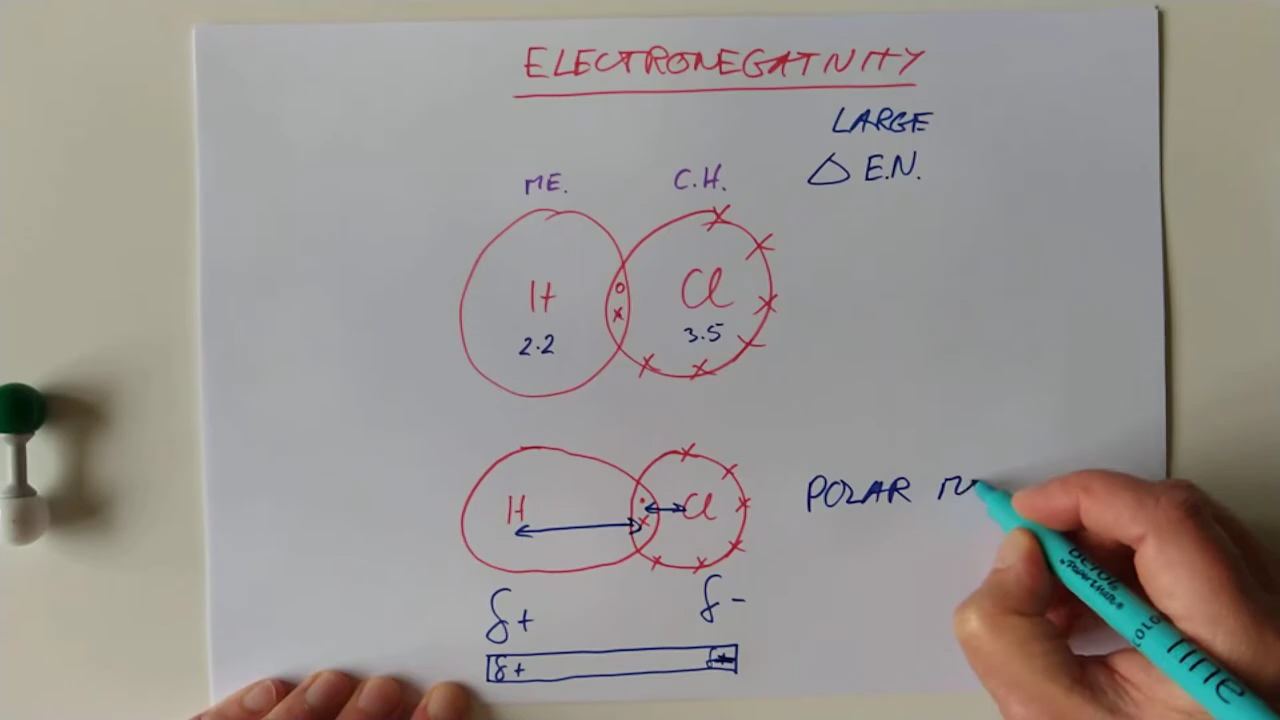 ELECTRONEGATIVITY
LARGE
Δ E.N.
ME.
C.H.
H
Cl
o
x
2.2
3.5
H
Cl
POLAR
δ+
δ-
δ+